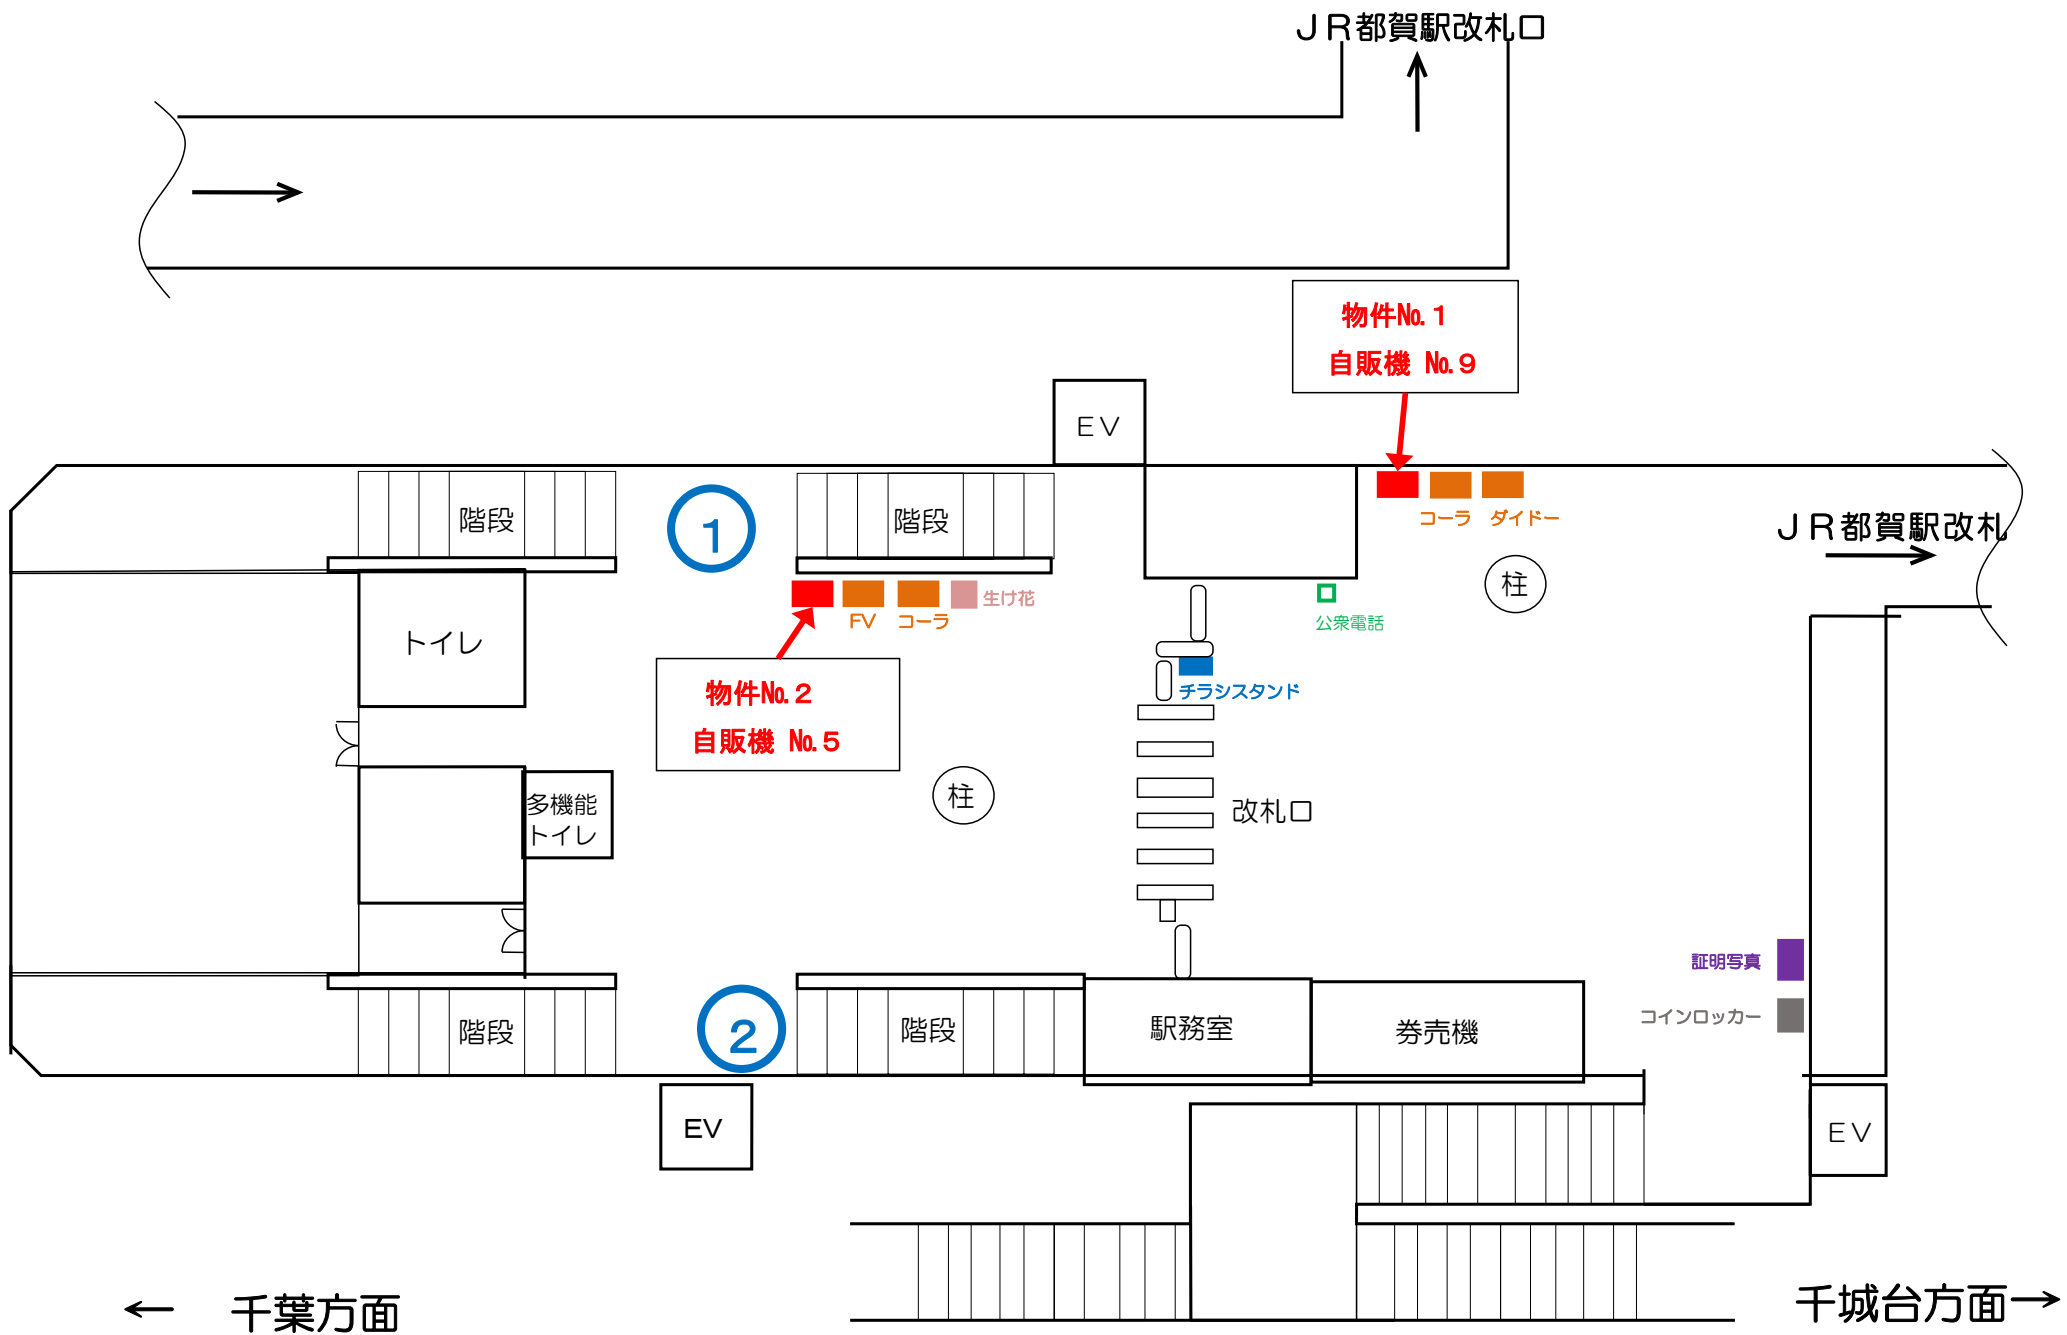 ＪＲ都賀駅改札口
物件№１
自販機 №９
ＥＶ
階段
１
階段
コーラ
ダイドー
ＪＲ都賀駅改札
柱
FV
コーラ
生け花
公衆電話
トイレ
物件№２
自販機 №５
チラシスタンド
多機能
トイレ
柱
改札口
証明写真
コインロッカー
階段
２
階段
駅務室
券売機
EV
ＥＶ
千葉方面
千城台方面